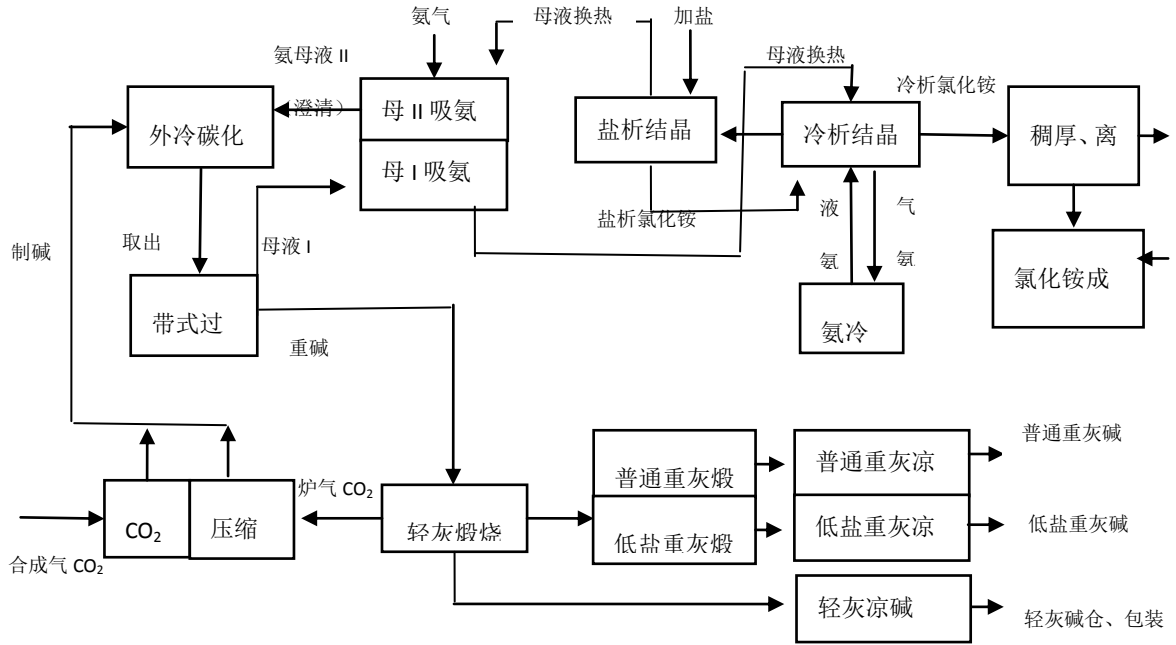 氨气
母液换热
加盐
氨母液 II
母液换热
冷析氯化铵
(澄清)
母 II 吸氨
外冷碳化
盐析结晶
冷析结晶
稠厚、离
母 I 吸氨
液
气
盐析氯化铵
氨
氨
制碱
取出
母液 I
氯化铵成
带式过
氨冷
重碱
普通重灰碱
普通重灰煅
普通重灰凉
炉气 CO₂
CO₂
压缩
轻灰煅烧
低盐重灰煅
低盐重灰凉
低盐重灰碱
合成气 CO₂
轻灰凉碱
轻灰碱仓、包装